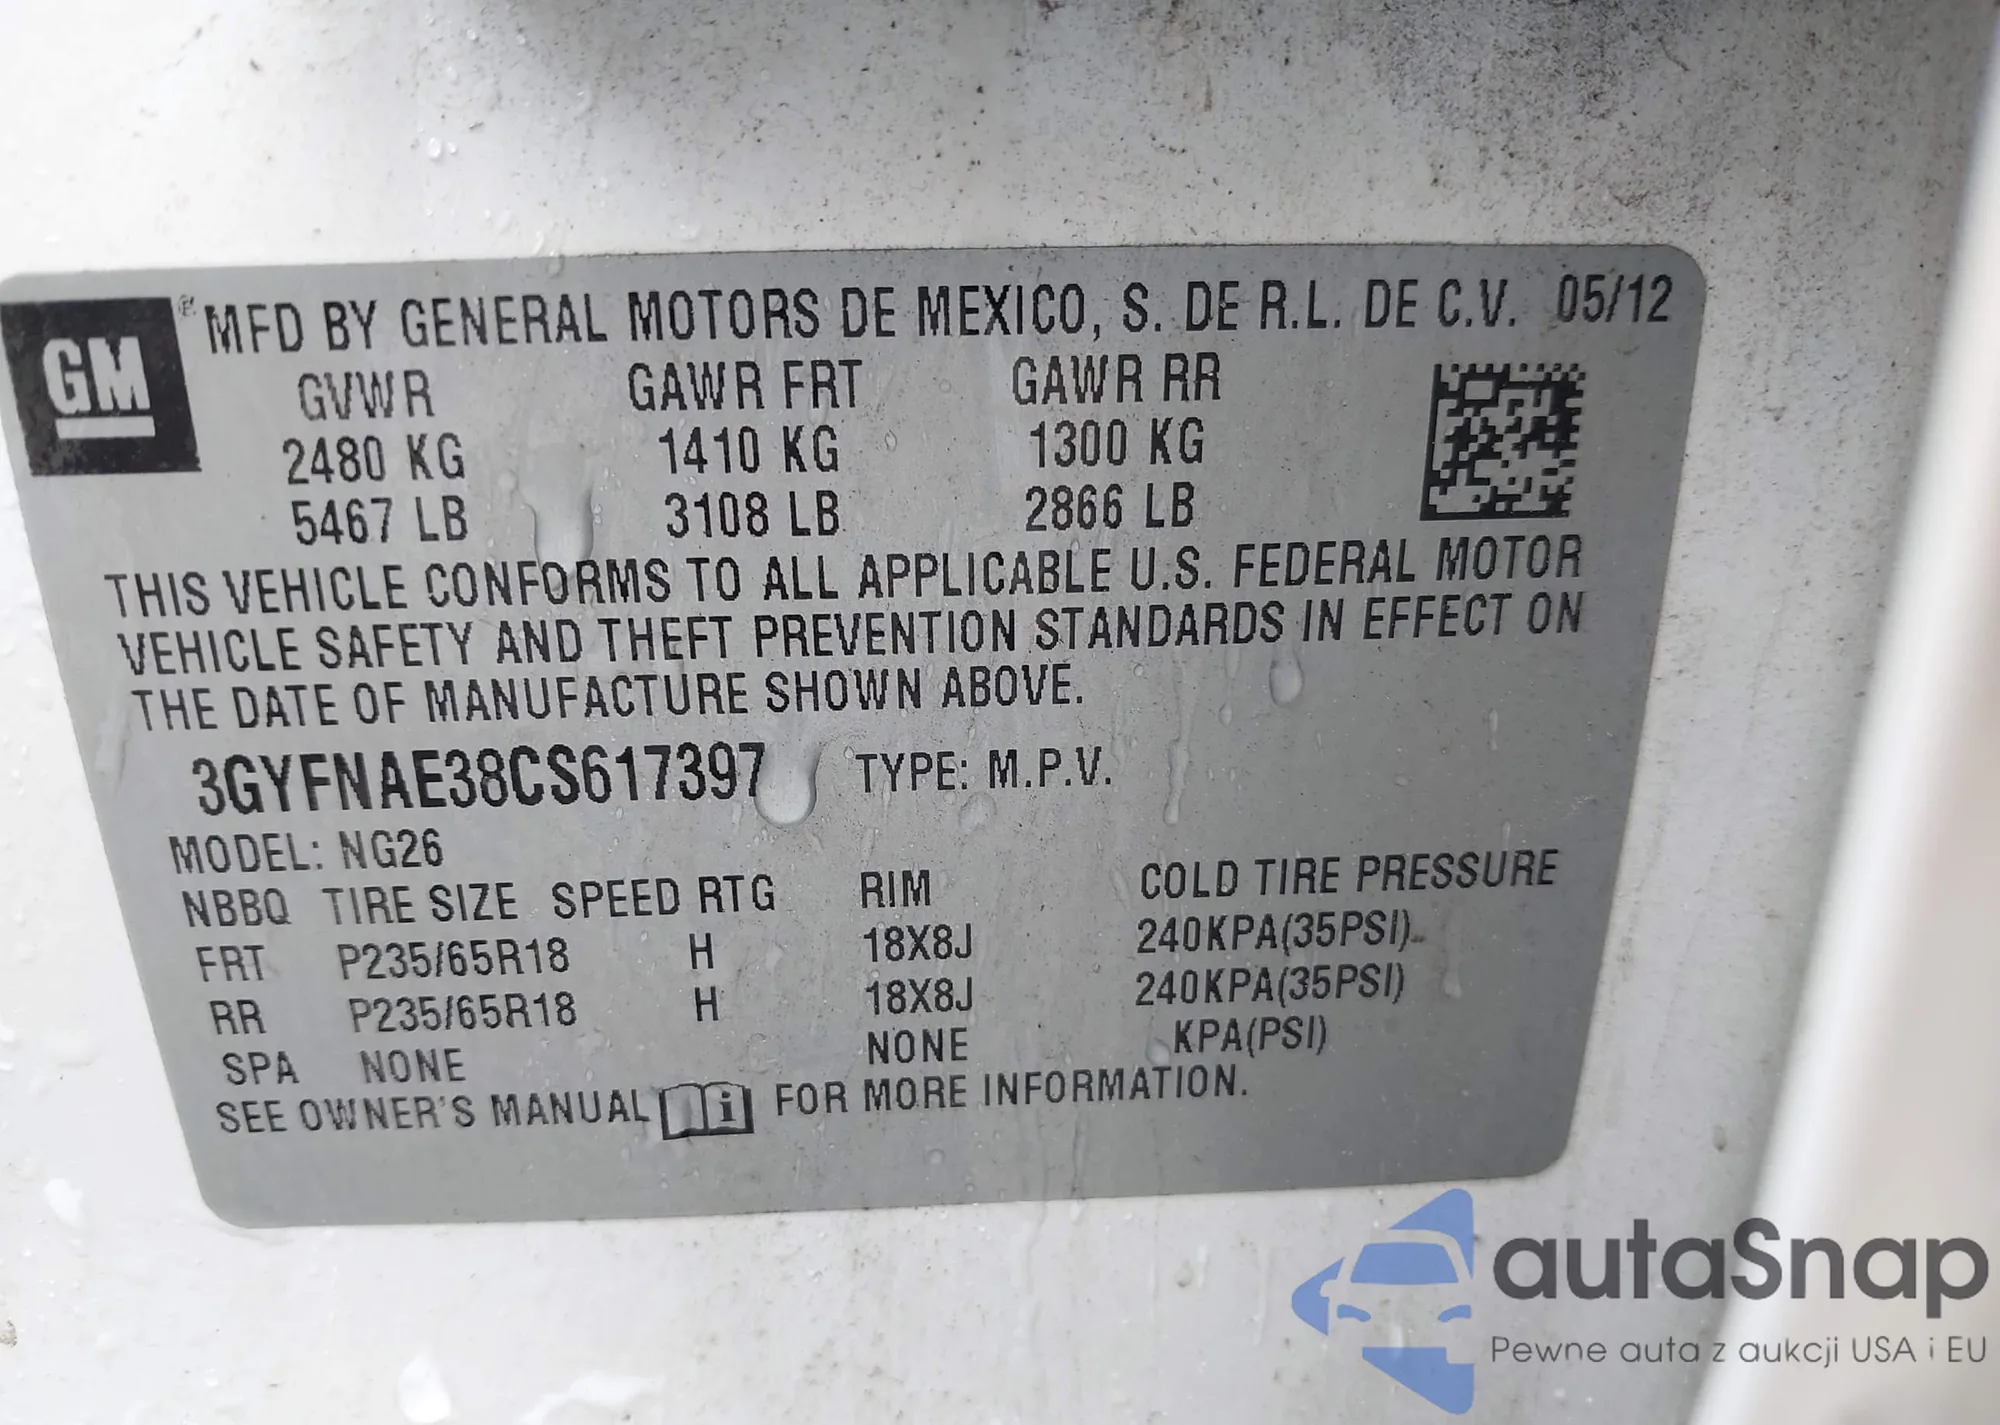 GM ® MFD BY GENERAL MOTORS DE MEXICO, S. DE R.L. DE C.V. 05/12
GVWR GAWR FRT GAWR RR
2480 KG 1410 KG 1300 KG
5467 LB 3108 LB 2866 LB
THIS VEHICLE CONFORMS TO ALL APPLICABLE U.S. FEDERAL MOTOR
VEHICLE SAFETY AND THEFT PREVENTION STANDARDS IN EFFECT ON
THE DATE OF MANUFACTURE SHOWN ABOVE.
3GYFNAE38CS617397 TYPE: M.P.V.
MODEL: NG26
NBBQ TIRE SIZE SPEED RTG RIM COLD TIRE PRESSURE
FRT P235/65R18 H 18X8J 240KPA(35PSI)
RR P235/65R18 H 18X8J 240KPA(35PSI)
SPA NONE NONE KPA(PSI)
SEE OWNER'S MANUAL i FOR MORE INFORMATION.
autaSnap
Pewne auta z aukcji USA i EU